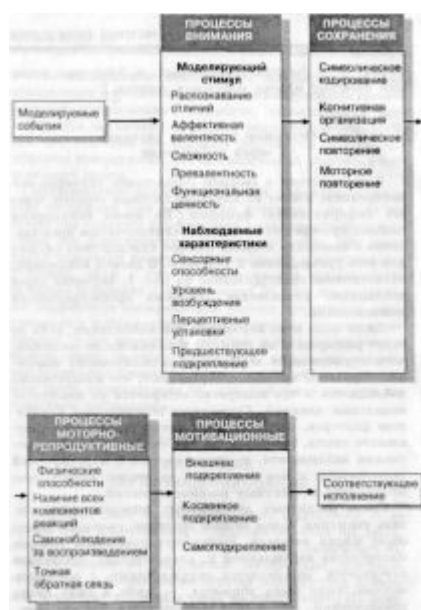 ПРОЦЕССЫ
ВНИМАНИЯ
Моделирующий
стимул
Распознавание
отличий
Аффективная
валентность
Сложность
Превалентность
Функциональная
ценность
Наблюдаемые
характеристики
Сенсорные
способности
Уровень
возбуждения
Перцептивные
установки
Предшествующее
подкрепление
ПРОЦЕССЫ
СОХРАНЕНИЯ
Символическое
кодирование
Когнитивная
организация
Символическое
повторение
Моторное
повторение
Моделируемые
события
ПРОЦЕССЫ
МОТОРНО-
РЕПРОДУКТИВНЫЕ
Физические
способности
Наличие всех
компонентов
реакций
Самонаблюдение
за воспроизведением
Точная
обратная связь
ПРОЦЕССЫ
МОТИВАЦИОННЫЕ
Внешнее
подкрепление
Косвенное
подкрепление
Самоподкрепление
Соответствующее
исполнение